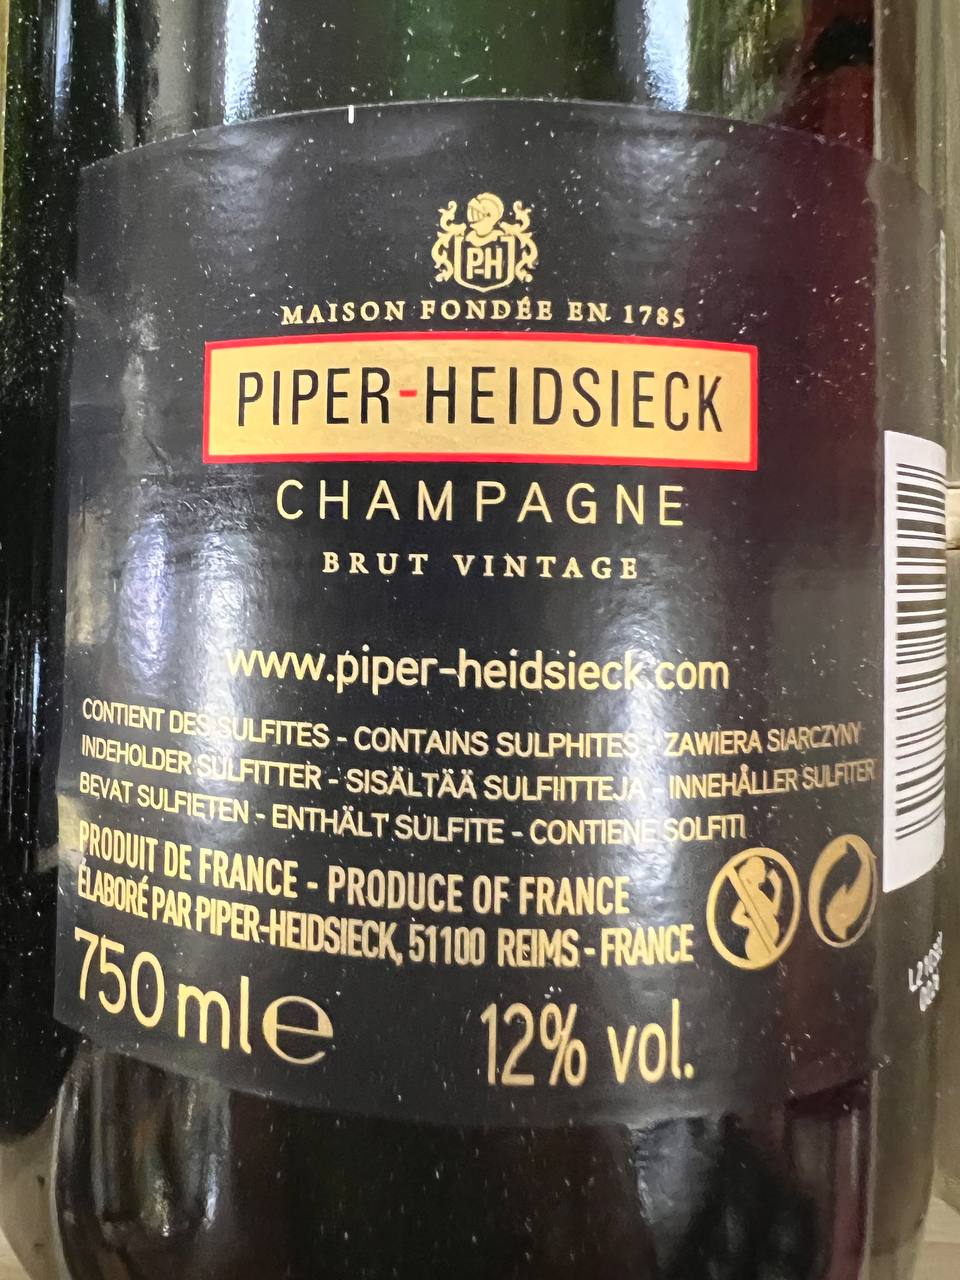 PH
MAISON FONDÉE EN 1785
PIPER-HEIDSIECK
CHAMPAGNE
BRUT VINTAGE
www.piper-heidsieck.com
CONTIENT DES SULFITES - CONTAINS SULPHITES - ZAWIERA SIARCZYNY
INDEHOLDER SULFITTER - SISÄLTÄÄ SULFIITTEJA - INNEHÅLLER SULFITER
BEVAT SULFIETEN - ENTHÄLT SULFITE - CONTIENE SOLFITI
PRODUIT DE FRANCE - PRODUCE OF FRANCE
ÉLABORÉ PAR PIPER-HEIDSIECK, 51100 REIMS - FRANCE
750 ml e
12% vol.